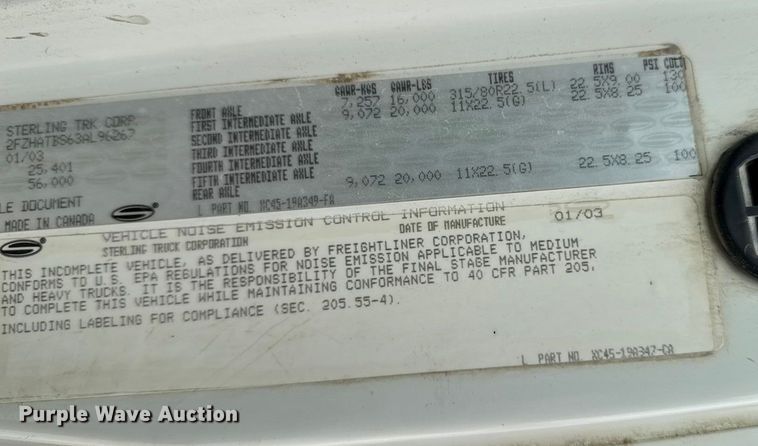 GAWR-KGS GAWR-LBS TIRES RIMS PSI COLD
FRONT AXLE 7,257 16,000 315/80R22.5(L) 22.5X9.00 130
FIRST INTERMEDIATE AXLE 9,072 20,000 11X22.5(G) 22.5X8.25 100
SECOND INTERMEDIATE AXLE
THIRD INTERMEDIATE AXLE
FOURTH INTERMEDIATE AXLE
FIFTH INTERMEDIATE AXLE
REAR AXLE 9,072 20,000 11X22.5(G) 22.5X8.25 100
STERLING TRK CORP.
2FZHATBS63AL96267
01/03
25,401
56,000
LE DOCUMENT
MADE IN CANADA
L PART NO XC45-19A349-FA
VEHICLE NOISE EMISSION CONTROL INFORMATION
STERLING TRUCK CORPORATION DATE OF MANUFACTURE 01/03
THIS INCOMPLETE VEHICLE, AS DELIVERED BY FREIGHTLINER CORPORATION,
CONFORMS TO U.S. EPA REGULATIONS FOR NOISE EMISSION APPLICABLE TO MEDIUM
AND HEAVY TRUCKS. IT IS THE RESPONSIBILITY OF THE FINAL STAGE MANUFACTURER
TO COMPLETE THIS VEHICLE WHILE MAINTAINING CONFORMANCE TO 40 CFR PART 205,
INCLUDING LABELING FOR COMPLIANCE (SEC. 205.55-4).
L PART NO XC45-19A347-CA
Purple Wave Auction